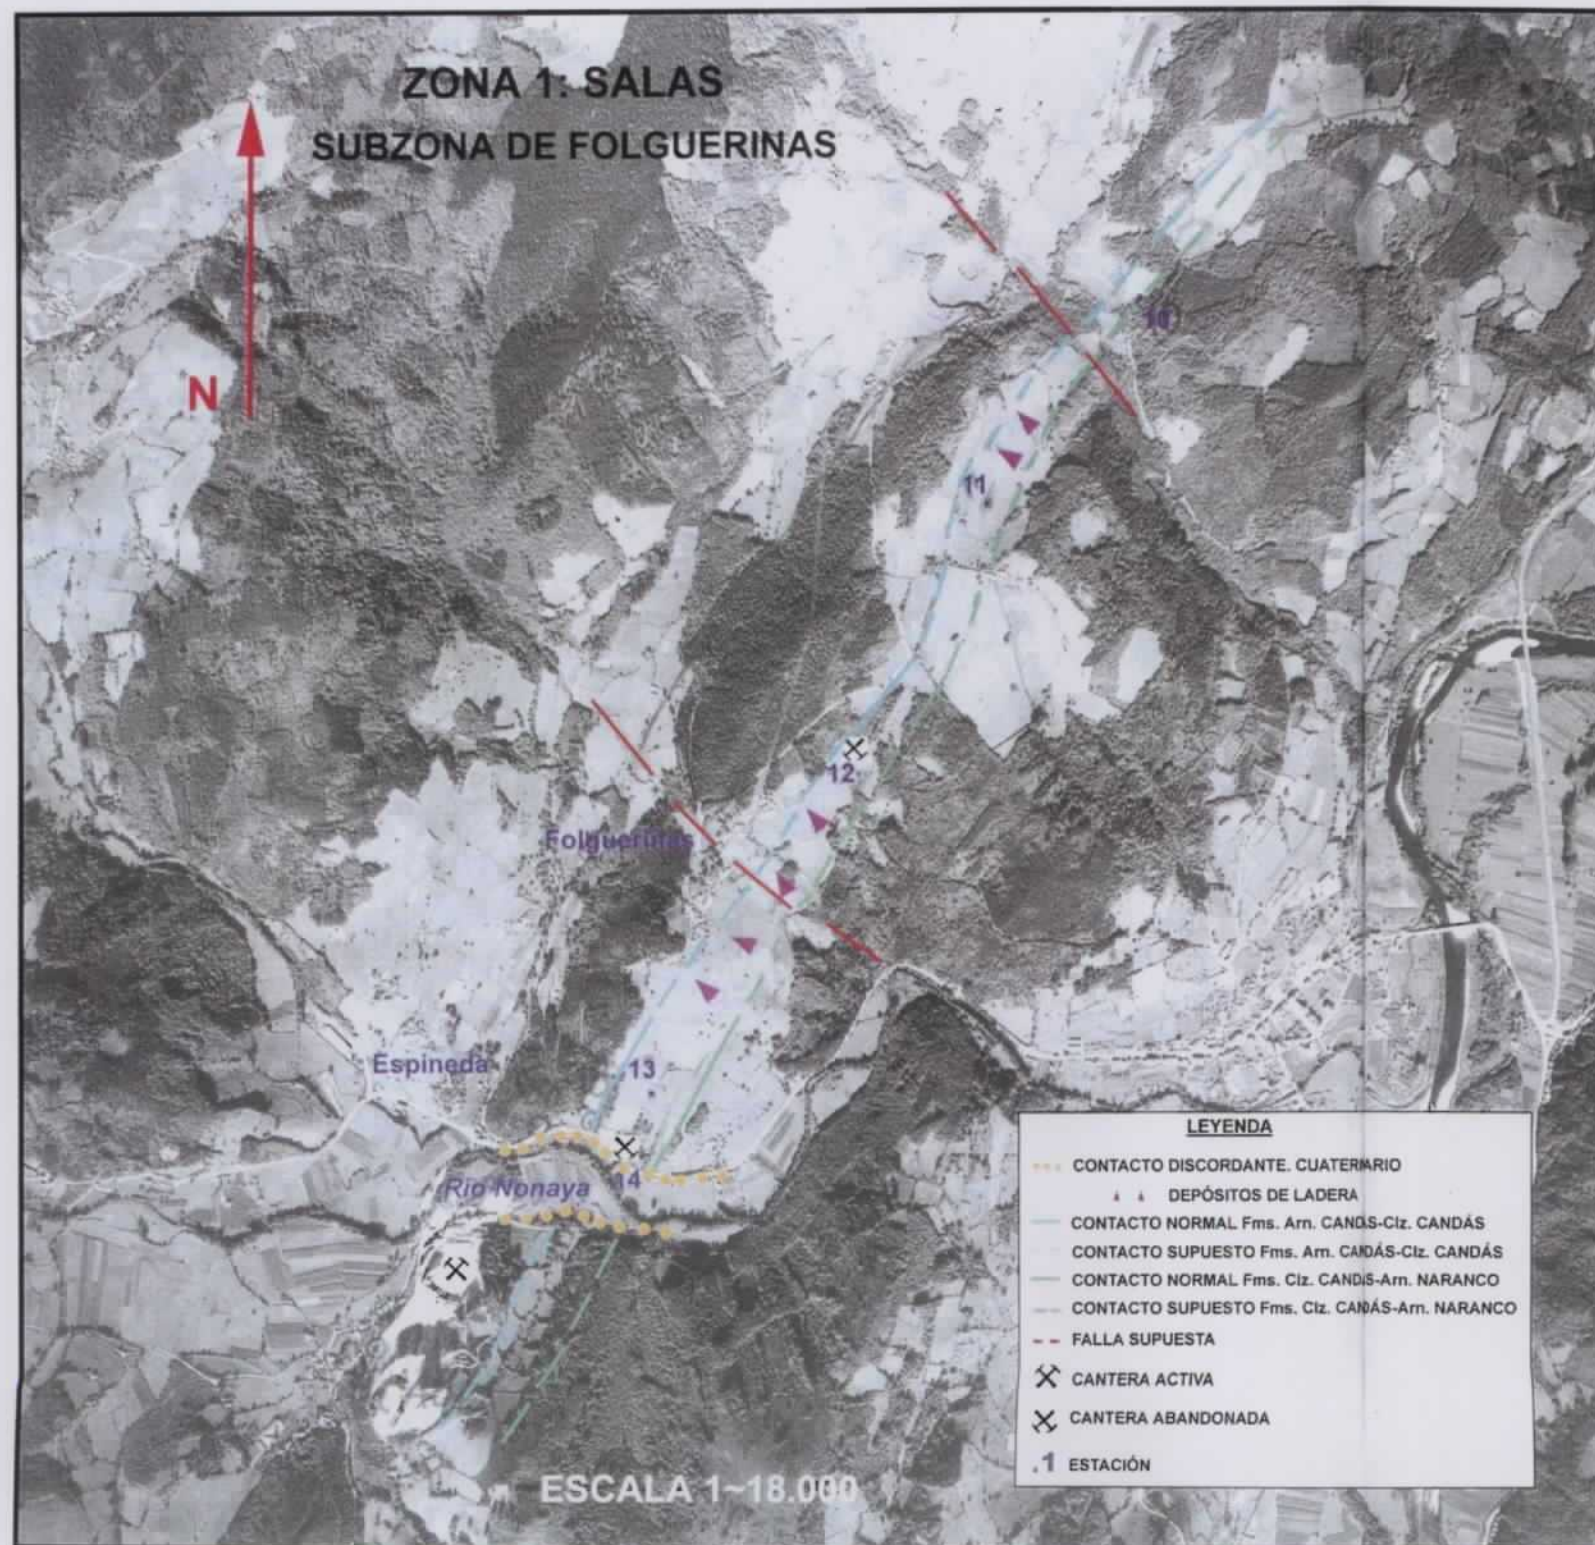 ZONA 1: SALAS
SUBZONA DE FOLGUERINAS
N
10
11
12
Folguerinas
Espineda
13
14
Rio Nonaya
LEYENDA
CONTACTO DISCORDANTE. CUATERNARIO
DEPÓSITOS DE LADERA
CONTACTO NORMAL Fms. Arn. CANDÁS-Clz. CANDÁS
CONTACTO SUPUESTO Fms. Arn. CANDÁS-Clz. CANDÁS
CONTACTO NORMAL Fms. Clz. CANDÁS-Arn. NARANCO
CONTACTO SUPUESTO Fms. Clz. CANDÁS-Arn. NARANCO
FALLA SUPUESTA
CANTERA ACTIVA
CANTERA ABANDONADA
.1 ESTACIÓN
ESCALA 1~18.000